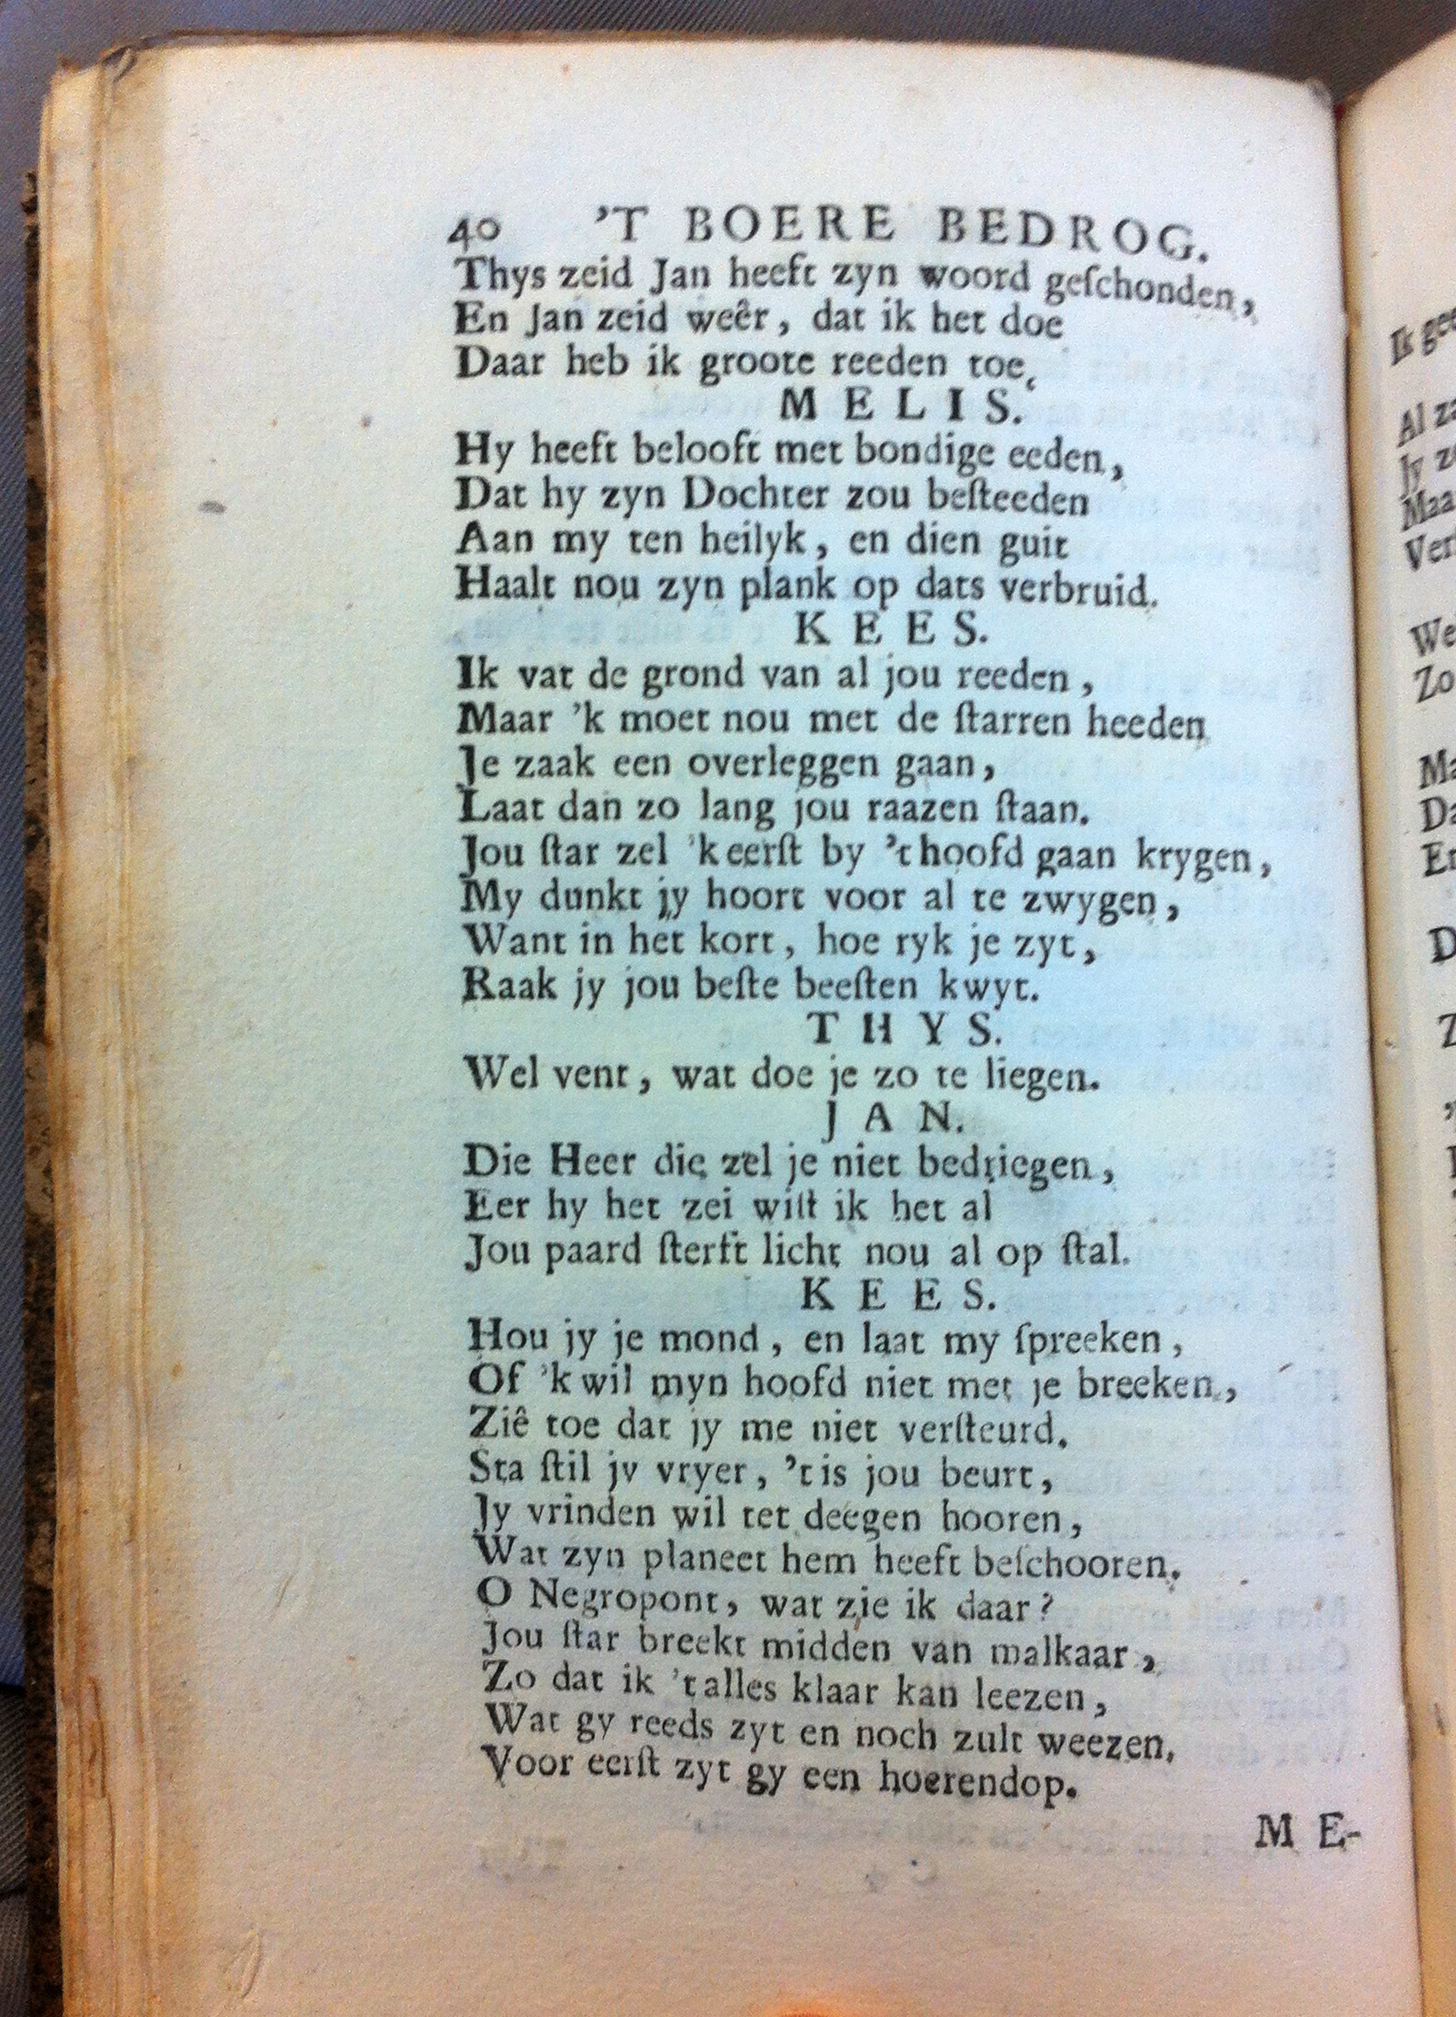 40 'T BOERE BEDROG.
Thys zeid Jan heeft zyn woord geſchonden,
En Jan zeid weêr, dat ik het doe
Daar heb ik groote reeden toe.
MELIS.
Hy heeft belooft met bondige eeden,
Dat hy zyn Dochter zou beſteeden
Aan my ten heilyk, en dien guit
Haalt nou zyn plank op dats verbruid.
KEES.
Ik vat de grond van al jou reeden,
Maar 'k moet nou met de ſtarren heeden
Je zaak een overleggen gaan,
Laat dan zo lang jou raazen ſtaan.
Jou ſtar zel 'k eerſt by 't hoofd gaan krygen,
My dunkt jy hoort voor al te zwygen,
Want in het kort, hoe ryk je zyt,
Raak jy jou beſte beeſten kwyt.
THYS.
Wel vent, wat doe je zo te liegen.
JAN.
Die Heer die zel je niet bedriegen,
Eer hy het zei wiſt ik het al
Jou paard ſterft licht nou al op ſtal.
KEES.
Hou jy je mond, en laat my ſpreeken,
Of 'k wil myn hoofd niet met je breeken,
Ziê toe dat jy me niet verſteurd.
Sta ſtil jy vryer, 't is jou beurt,
Jy vrinden wil tet deegen hooren,
Wat zyn planeet hem heeft beſchooren.
O Negropont, wat zie ik daar?
Jou ſtar breekt midden van malkaar,
Zo dat ik 't alles klaar kan leezen,
Wat gy reeds zyt en noch zult weezen,
Voor eerſt zyt gy een hoerendop.
ME-
Ik
Al
Jy
We
Zo